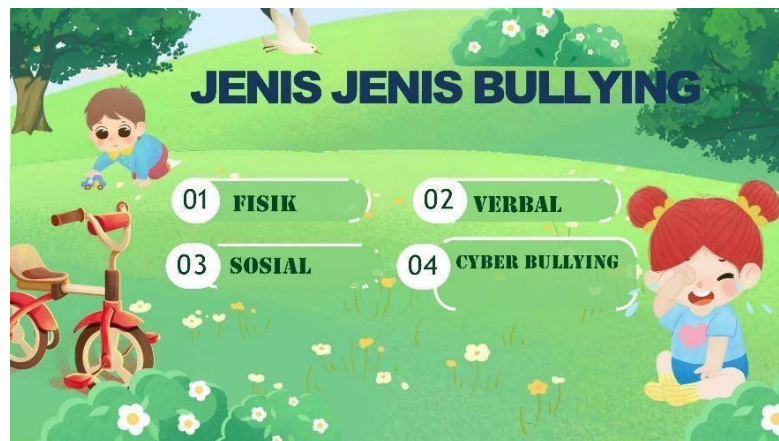 JENIS JENIS BULLYING
01 FISIK
02 VERBAL
03 SOSIAL
04 CYBER BULLYING